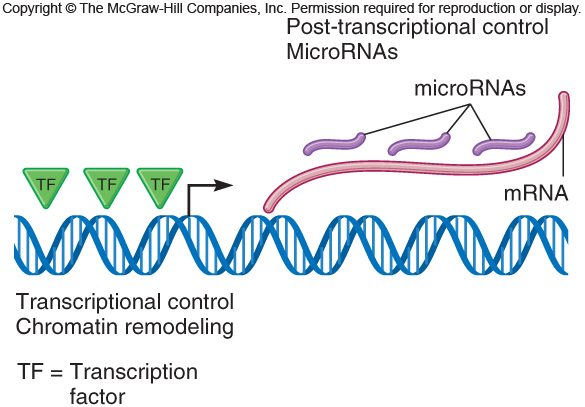 Copyright © The McGraw-Hill Companies, Inc. Permission required for reproduction or display.
Post-transcriptional control
MicroRNAs
microRNAs
TF
TF
TF
mRNA
Transcriptional control
Chromatin remodeling
TF = Transcription
factor